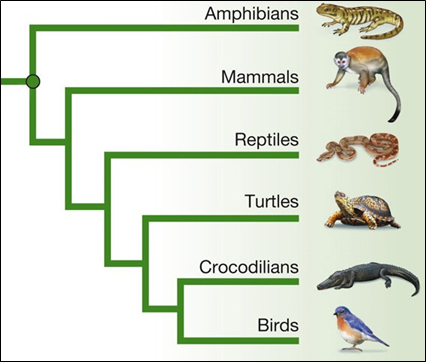 Amphibians
Mammals
Reptiles
Turtles
Crocodilians
Birds